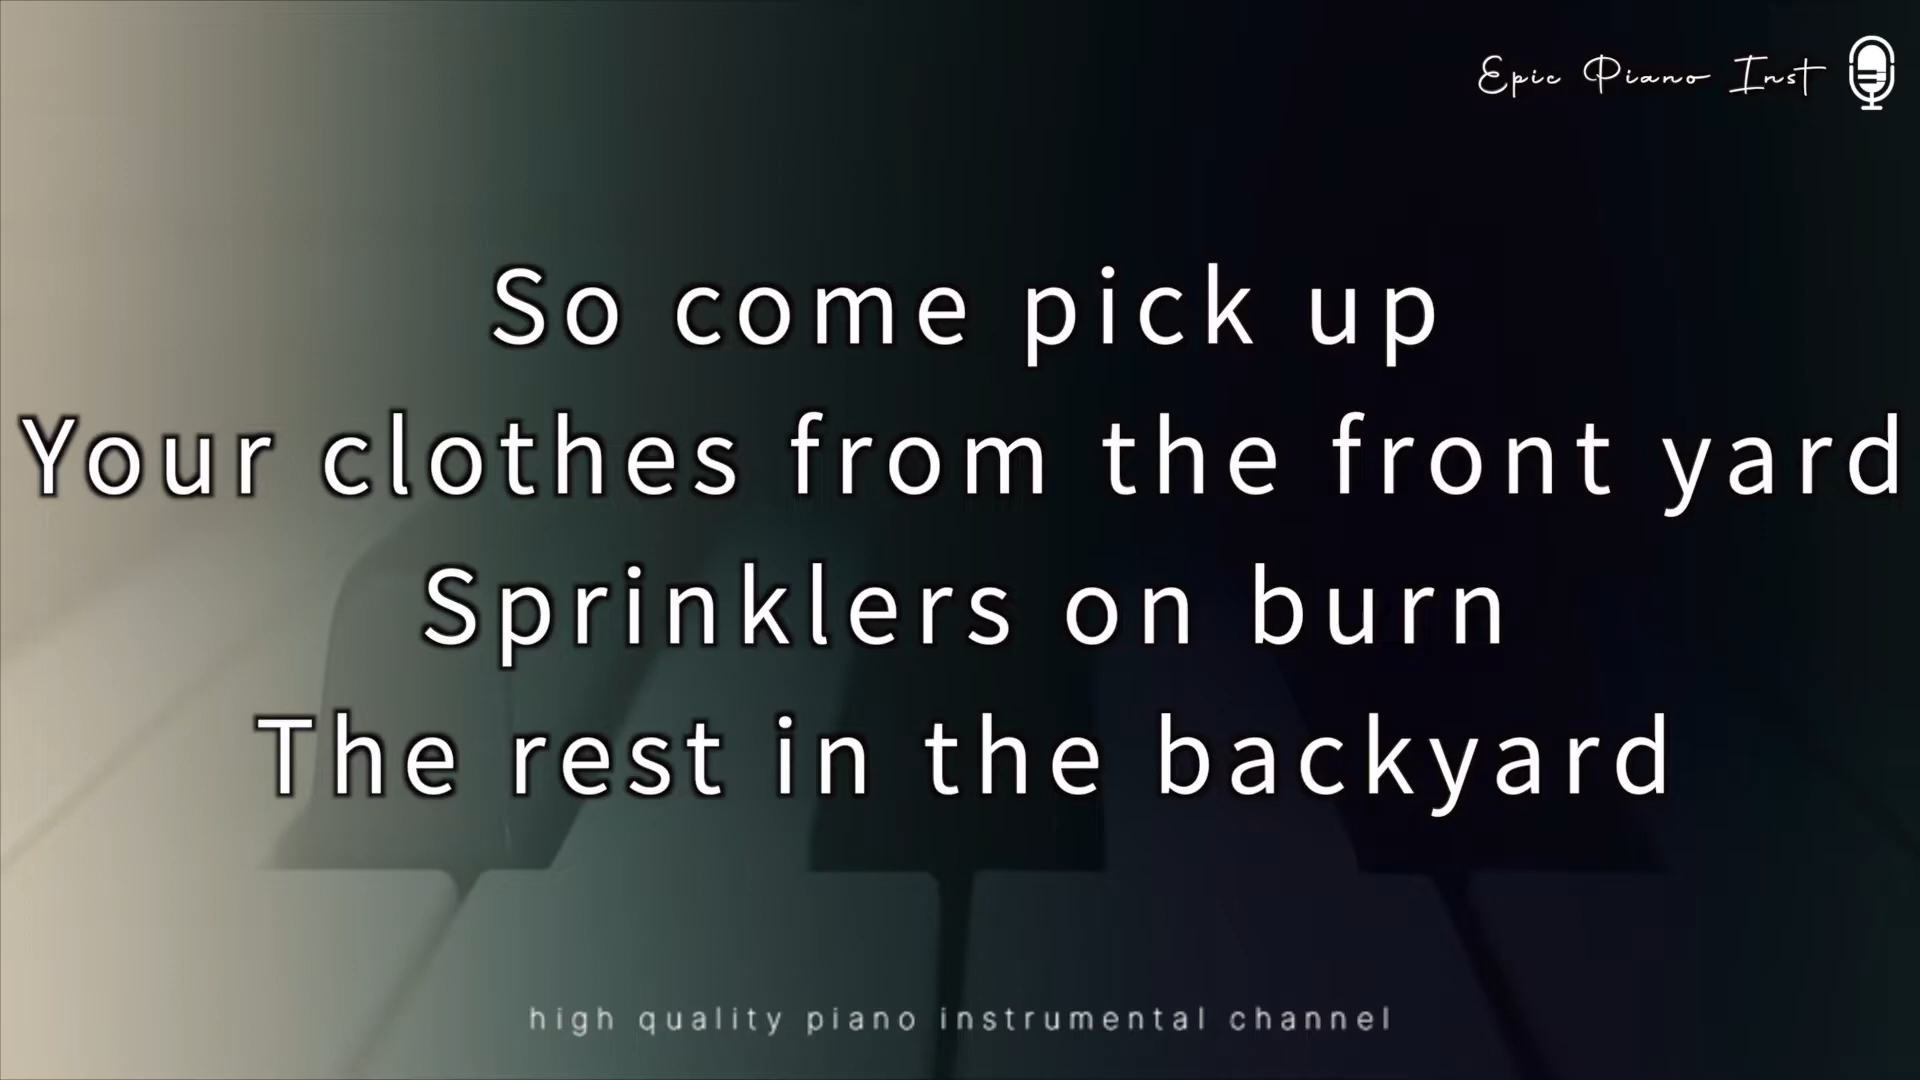 Epic Piano Inst
So come pick up
Your clothes from the front yard
Sprinklers on burn
The rest in the backyard
high quality piano instrumental channel